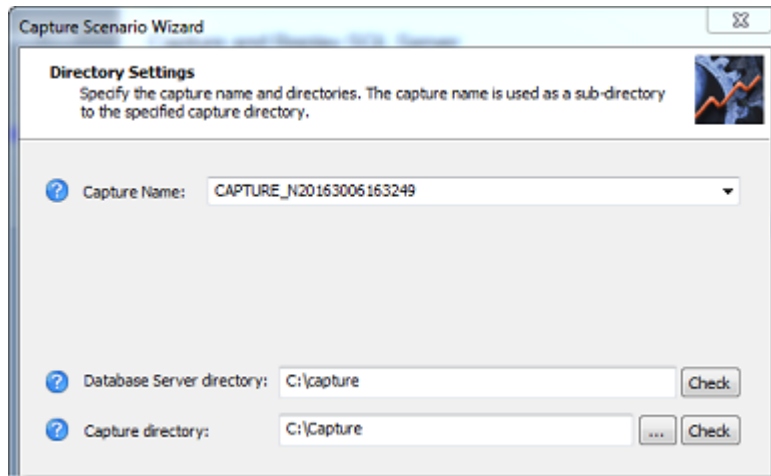 Capture Scenario Wizard
Directory Settings
Specify the capture name and directories. The capture name is used as a sub-directory
to the specified capture directory.
Capture Name: CAPTURE_N20163006163249
Database Server directory: C:\capture Check
Capture directory: C:\Capture ... Check